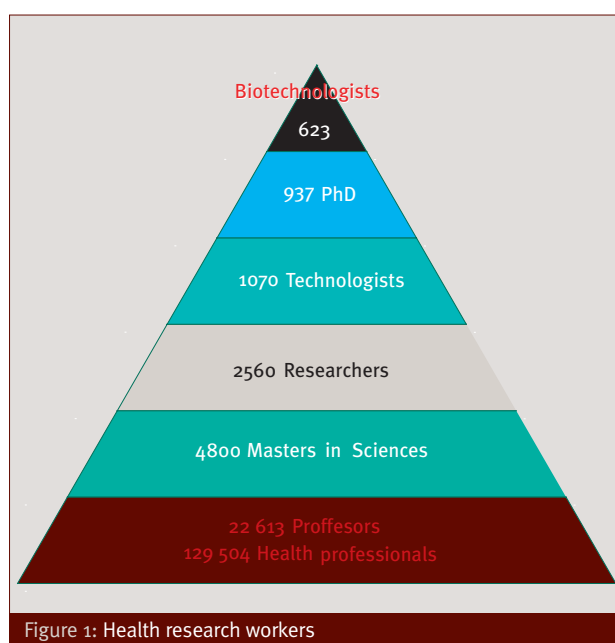 Biotechnologists
623
937 PhD
1070 Technologists
2560 Researchers
4800 Masters in Sciences
22 613 Proffesors
129 504 Health professionals
Figure 1: Health research workers